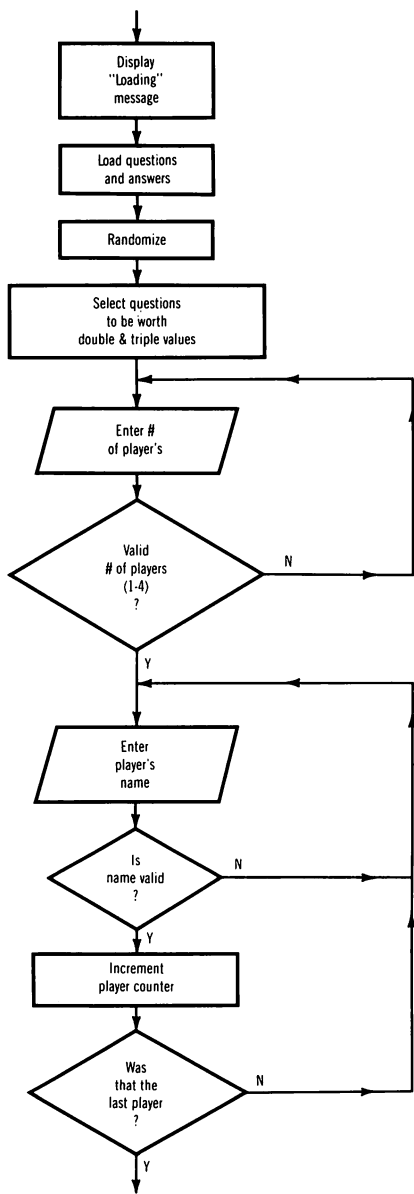 Display
"Loading"
message
Load questions
and answers
Randomize
Select questions
to be worth
double & triple values
Enter #
of player's
Valid
# of players
(1-4)
?
N
Y
Enter
player's
name
Is
name valid
?
N
Y
Increment
player counter
Was
that the
last player
?
N
Y